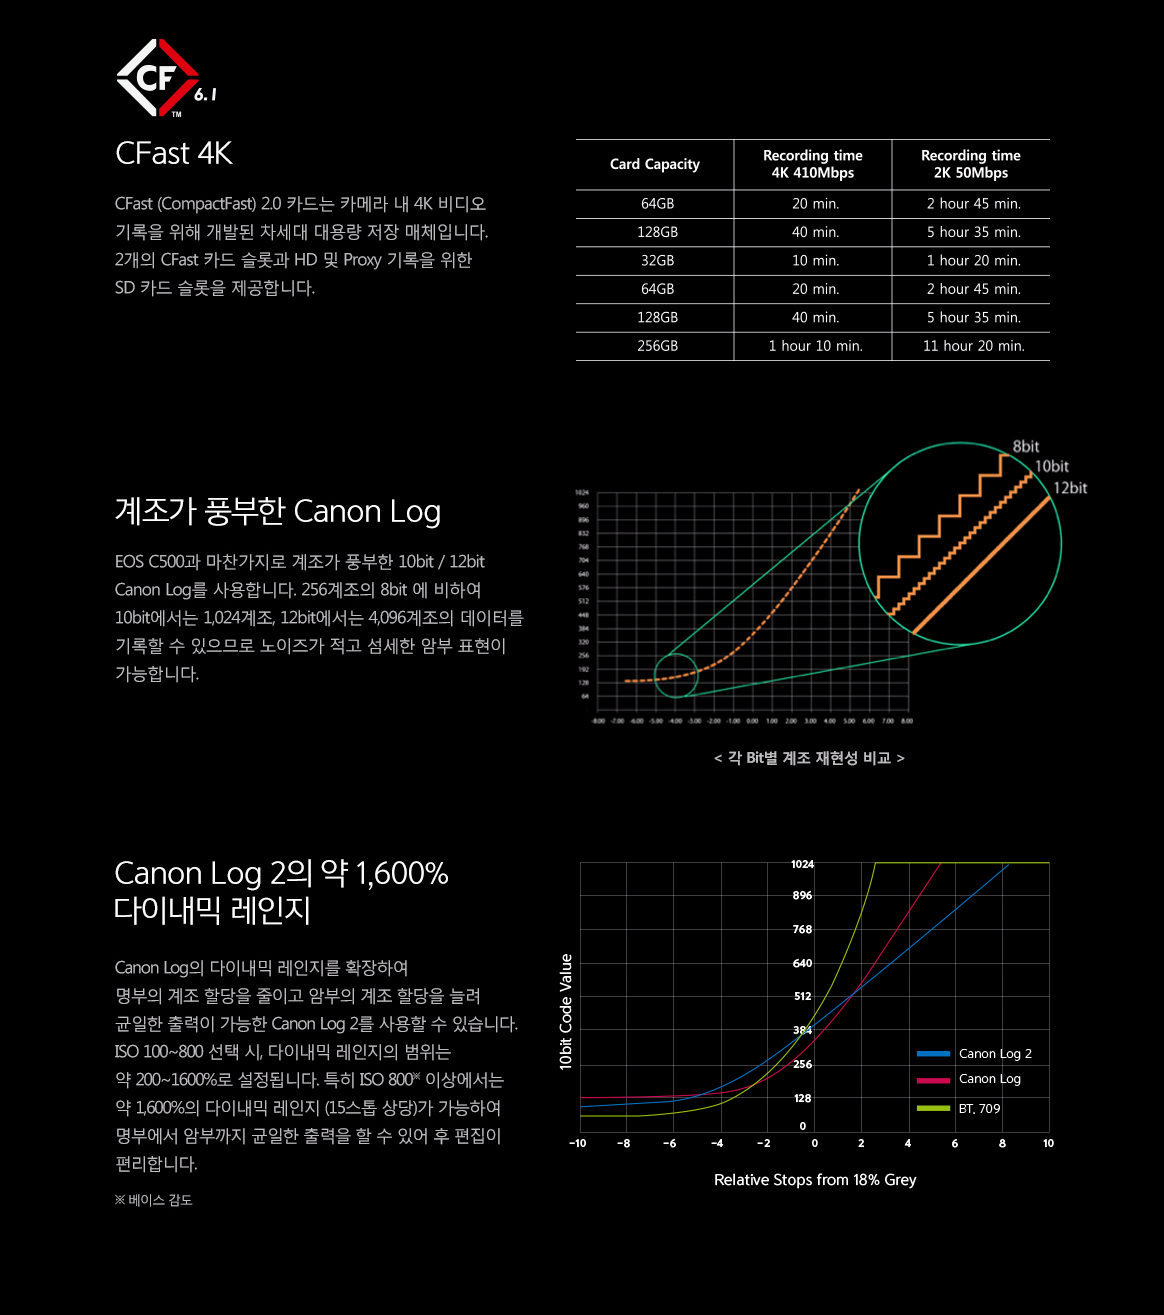 CF
6.1
TM
CFast 4K
CFast (CompactFast) 2.0 카드는 카메라 내 4K 비디오
기록을 위해 개발된 차세대 대용량 저장 매체입니다.
2개의 CFast 카드 슬롯과 HD 및 Proxy 기록을 위한
SD 카드 슬롯을 제공합니다.
Card Capacity Recording time 4K 410Mbps Recording time 2K 50Mbps
64GB 20 min. 2 hour 45 min.
128GB 40 min. 5 hour 35 min.
32GB 10 min. 1 hour 20 min.
64GB 20 min. 2 hour 45 min.
128GB 40 min. 5 hour 35 min.
256GB 1 hour 10 min. 11 hour 20 min.
계조가 풍부한 Canon Log
EOS C500과 마찬가지로 계조가 풍부한 10bit / 12bit
Canon Log를 사용합니다. 256계조의 8bit 에 비하여
10bit에서는 1,024계조, 12bit에서는 4,096계조의 데이터를
기록할 수 있으므로 노이즈가 적고 섬세한 암부 표현이
가능합니다.
8bit
10bit
12bit
1024
960
896
832
768
704
640
576
512
448
384
320
256
192
128
64
-8.00 -7.00 -6.00 -5.00 -4.00 -3.00 -2.00 -1.00 0.00 1.00 2.00 3.00 4.00 5.00 6.00 7.00 8.00
< 각 Bit별 계조 재현성 비교 >
Canon Log 2의 약 1,600%
다이내믹 레인지
Canon Log의 다이내믹 레인지를 확장하여
명부의 계조 할당을 줄이고 암부의 계조 할당을 늘려
균일한 출력이 가능한 Canon Log 2를 사용할 수 있습니다.
ISO 100~800 선택 시, 다이내믹 레인지의 범위는
약 200~1600%로 설정됩니다. 특히 ISO 800※ 이상에서는
약 1,600%의 다이내믹 레인지 (15스톱 상당)가 가능하여
명부에서 암부까지 균일한 출력을 할 수 있어 후 편집이
편리합니다.
※ 베이스 감도
10bit Code Value
1024
896
768
640
512
384
256
128
0
-10 -8 -6 -4 -2 0 2 4 6 8 10
Canon Log 2
Canon Log
BT. 709
Relative Stops from 18% Grey